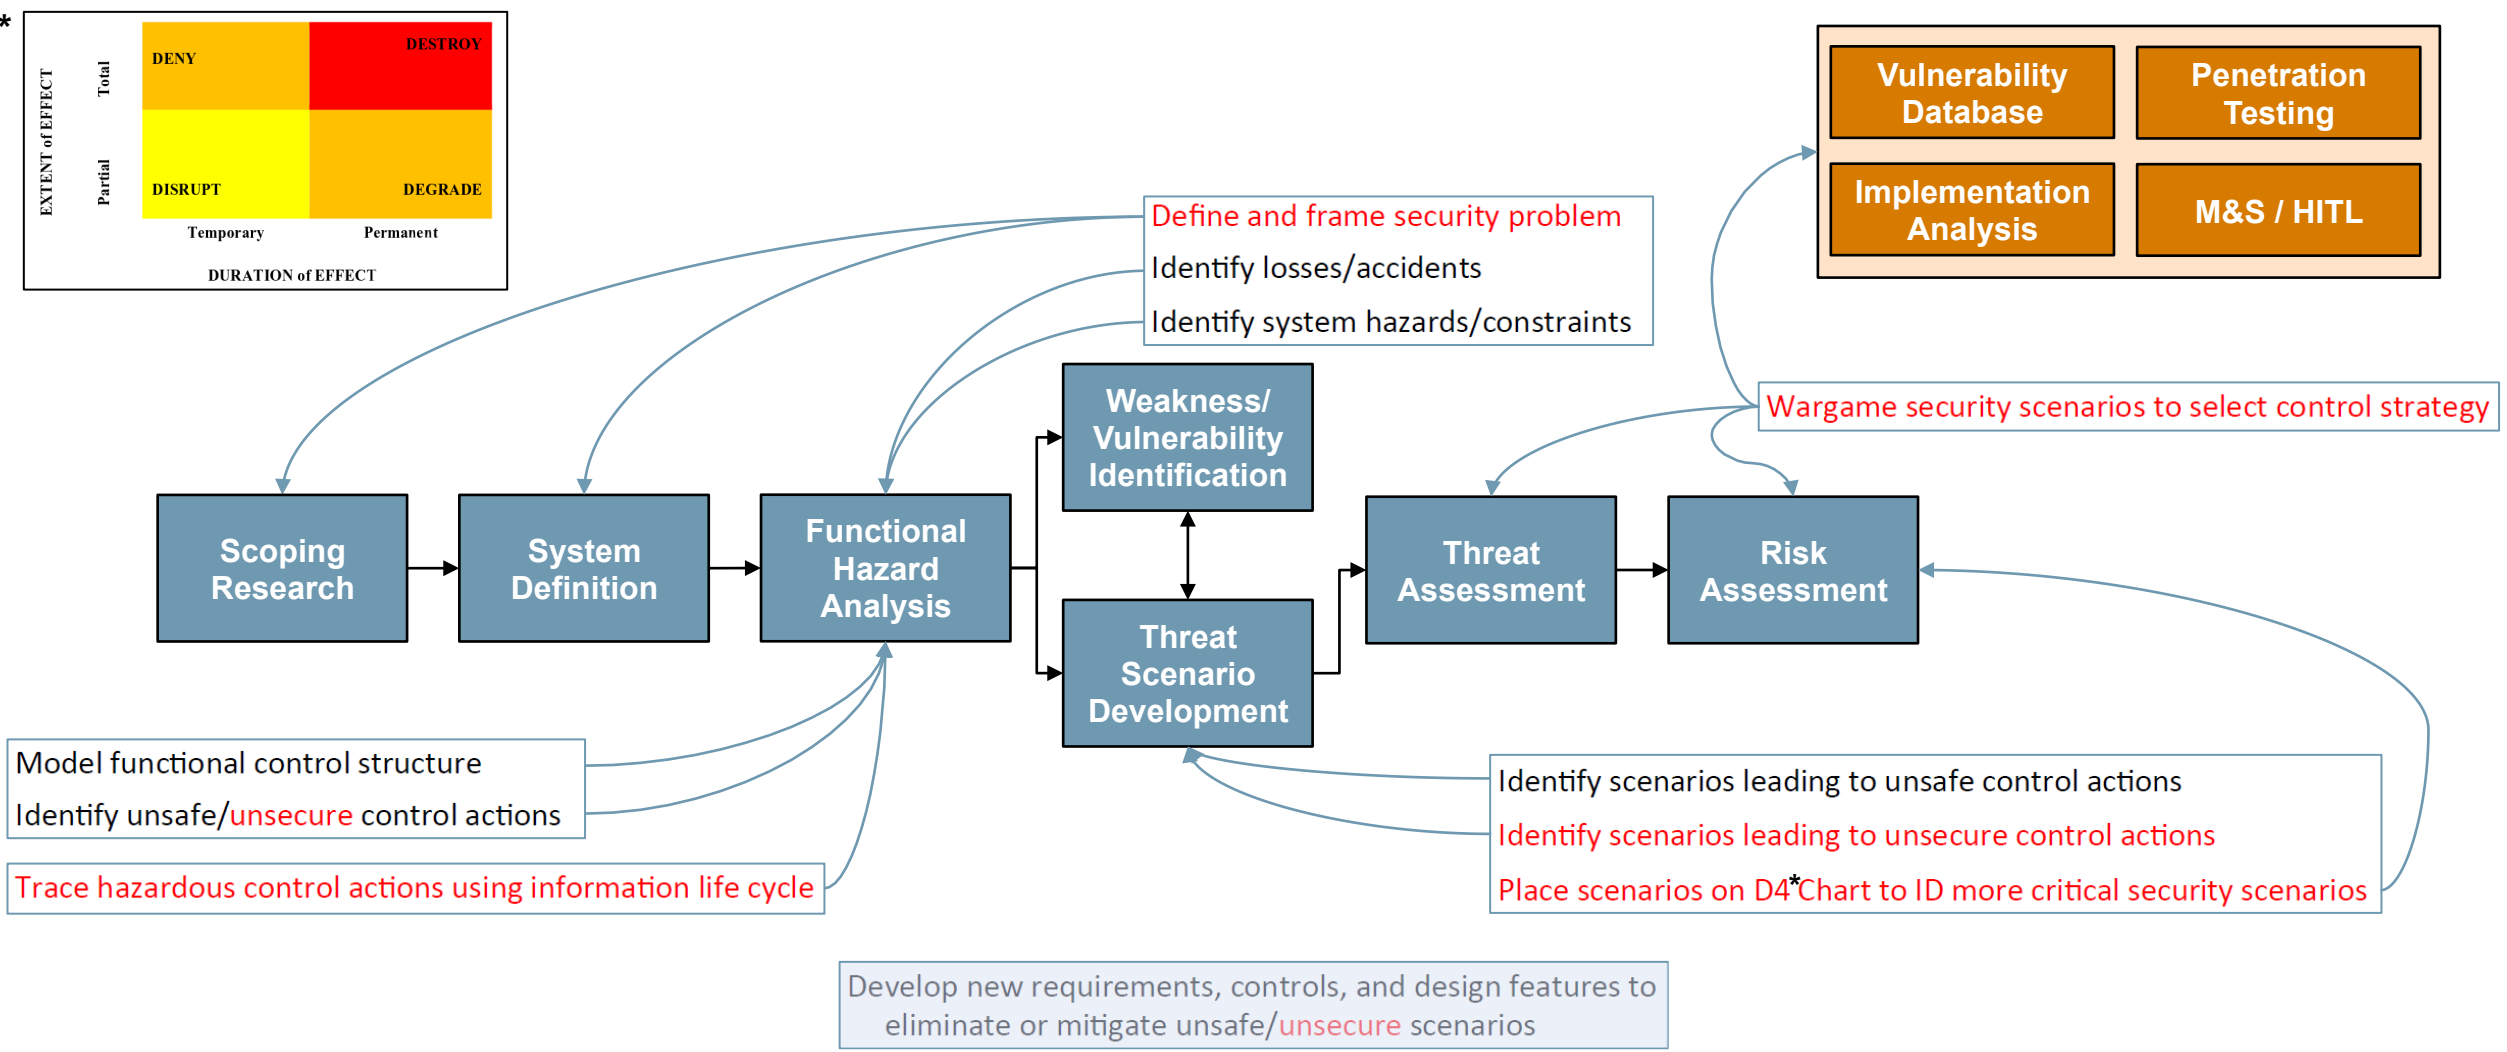 *
EXTENT of EFFECT
Total
Partial
DENY
DESTROY
DISRUPT
DEGRADE
Temporary
Permanent
DURATION of EFFECT
Vulnerability
Database
Penetration
Testing
Implementation
Analysis
M&S / HITL
Define and frame security problem
Identify losses/accidents
Identify system hazards/constraints
Wargame security scenarios to select control strategy
Scoping
Research
System
Definition
Functional
Hazard
Analysis
Weakness/
Vulnerability
Identification
Threat
Scenario
Development
Threat
Assessment
Risk
Assessment
Model functional control structure
Identify unsafe/unsecure control actions
Trace hazardous control actions using information life cycle
Identify scenarios leading to unsafe control actions
Identify scenarios leading to unsecure control actions
Place scenarios on D4*Chart to ID more critical security scenarios
Develop new requirements, controls, and design features to
eliminate or mitigate unsafe/unsecure scenarios